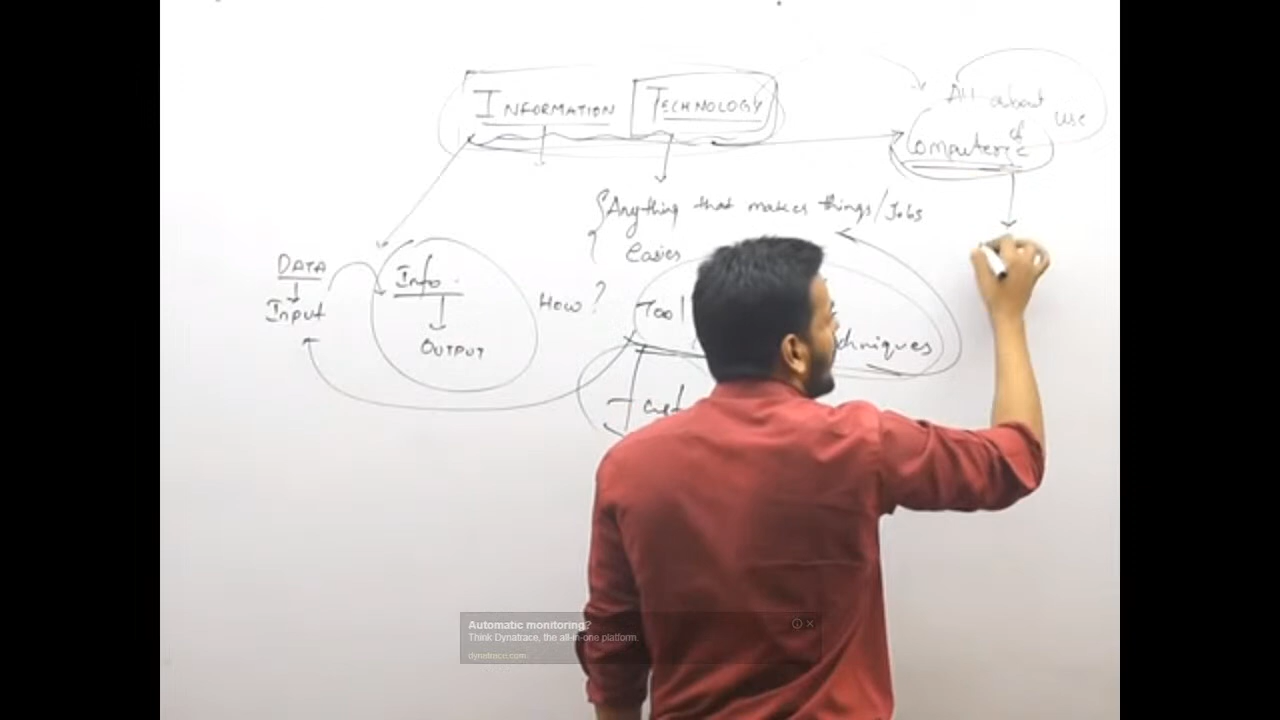 INFORMATION TECHNOLOGY
All about use
of
Computers
Anything that makes things/Jobs
Easier
DATA
Input
Info.
OUTPUT
How?
Tool
chniques
Automatic monitoring?
Think Dynatrace, the all-in-one platform.
dynatrace.com